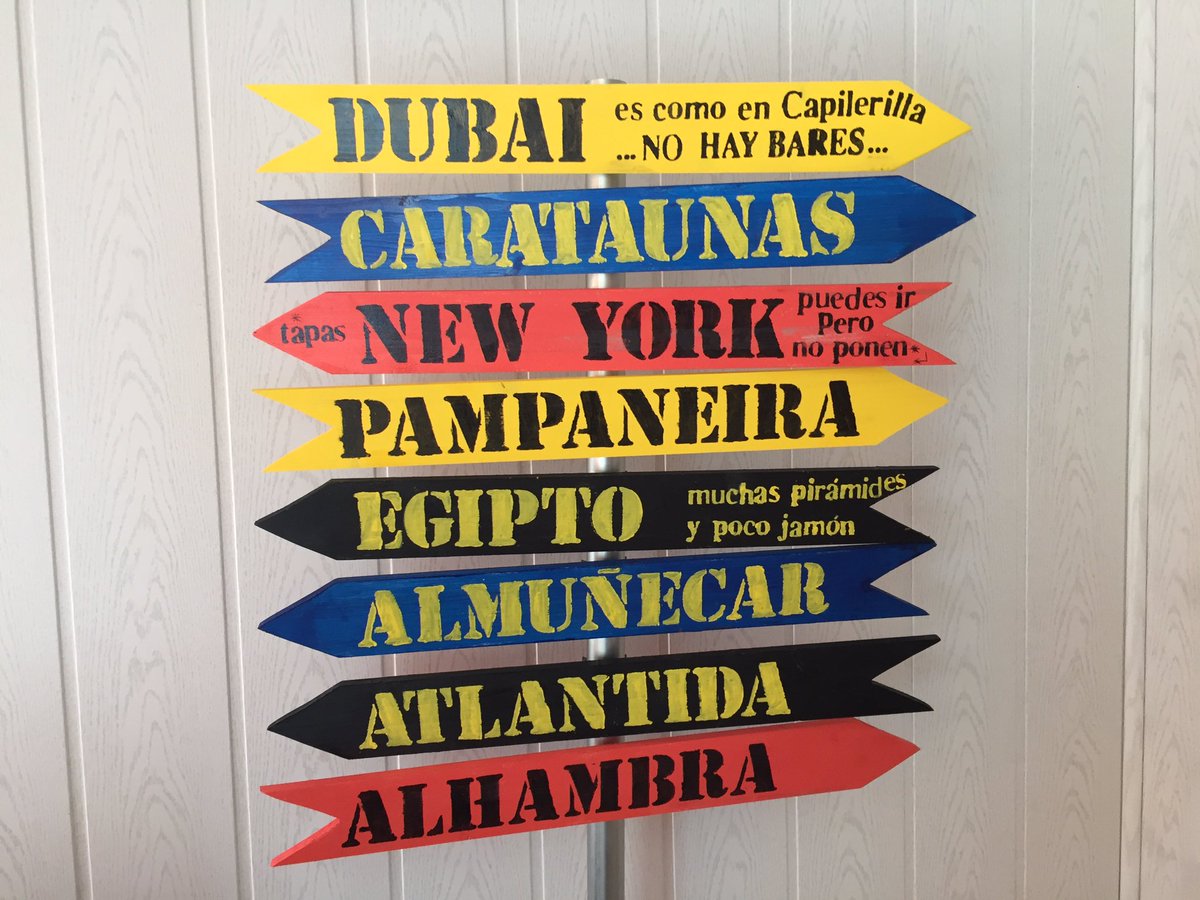 DUBAI es como en Capilerilla
...NO HAY BARES...
CARATAUNAS
NEW YORK puedes ir
Pero
no ponen*
*tapas
PAMPANEIRA
EGIPTO muchas pirámides
y poco jamón
ALMUÑECAR
ATLANTIDA
ALHAMBRA